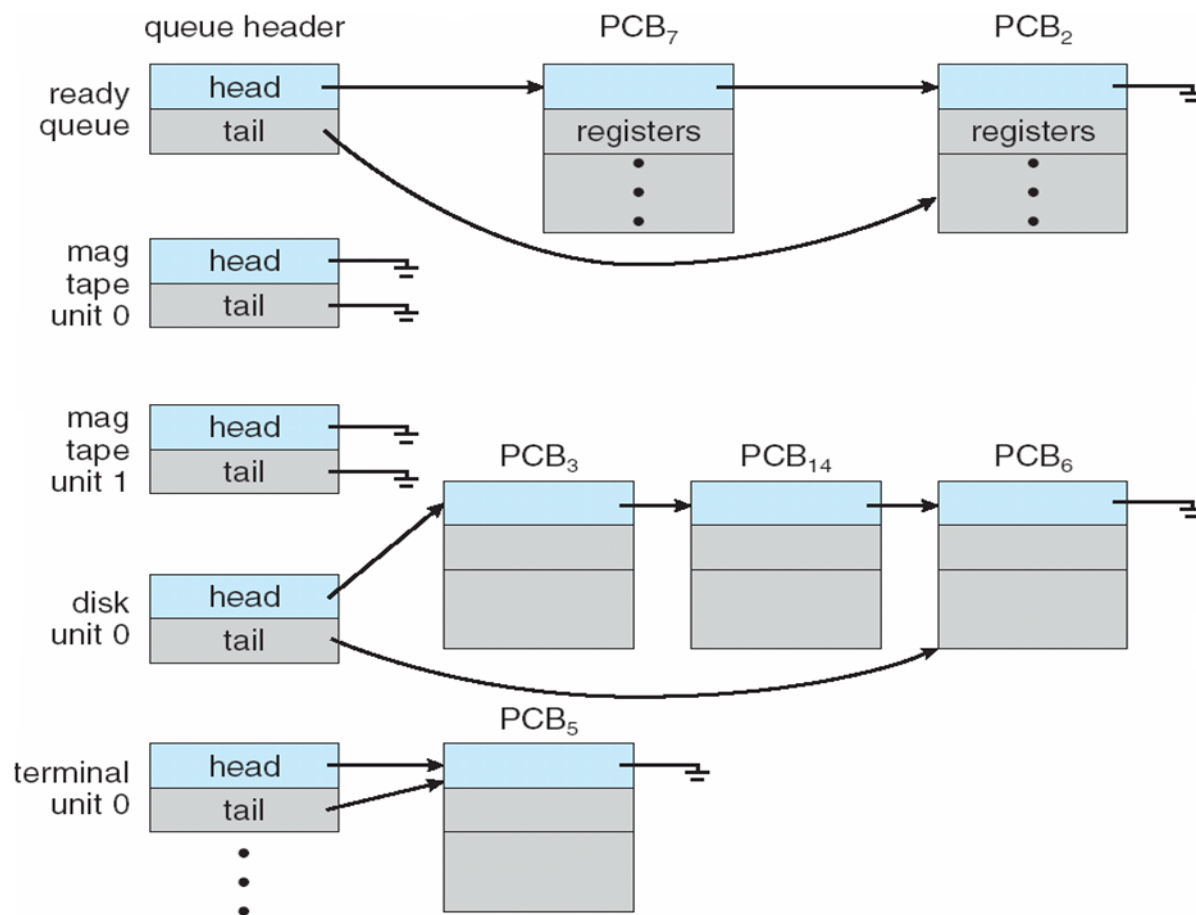 queue header
PCB₇
PCB₂
ready
queue
head
tail
registers
registers
mag
tape
unit 0
head
tail
mag
tape
unit 1
head
tail
PCB₃
PCB₁₄
PCB₆
disk
unit 0
head
tail
PCB₅
terminal
unit 0
head
tail